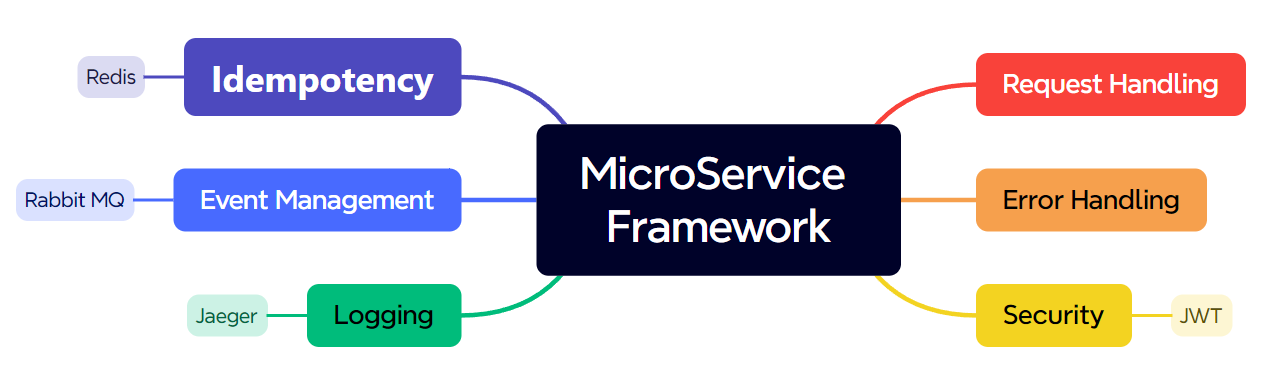 Redis
Idempotency
Request Handling
MicroService
Framework
Rabbit MQ
Event Management
Error Handling
Jaeger
Logging
Security
JWT